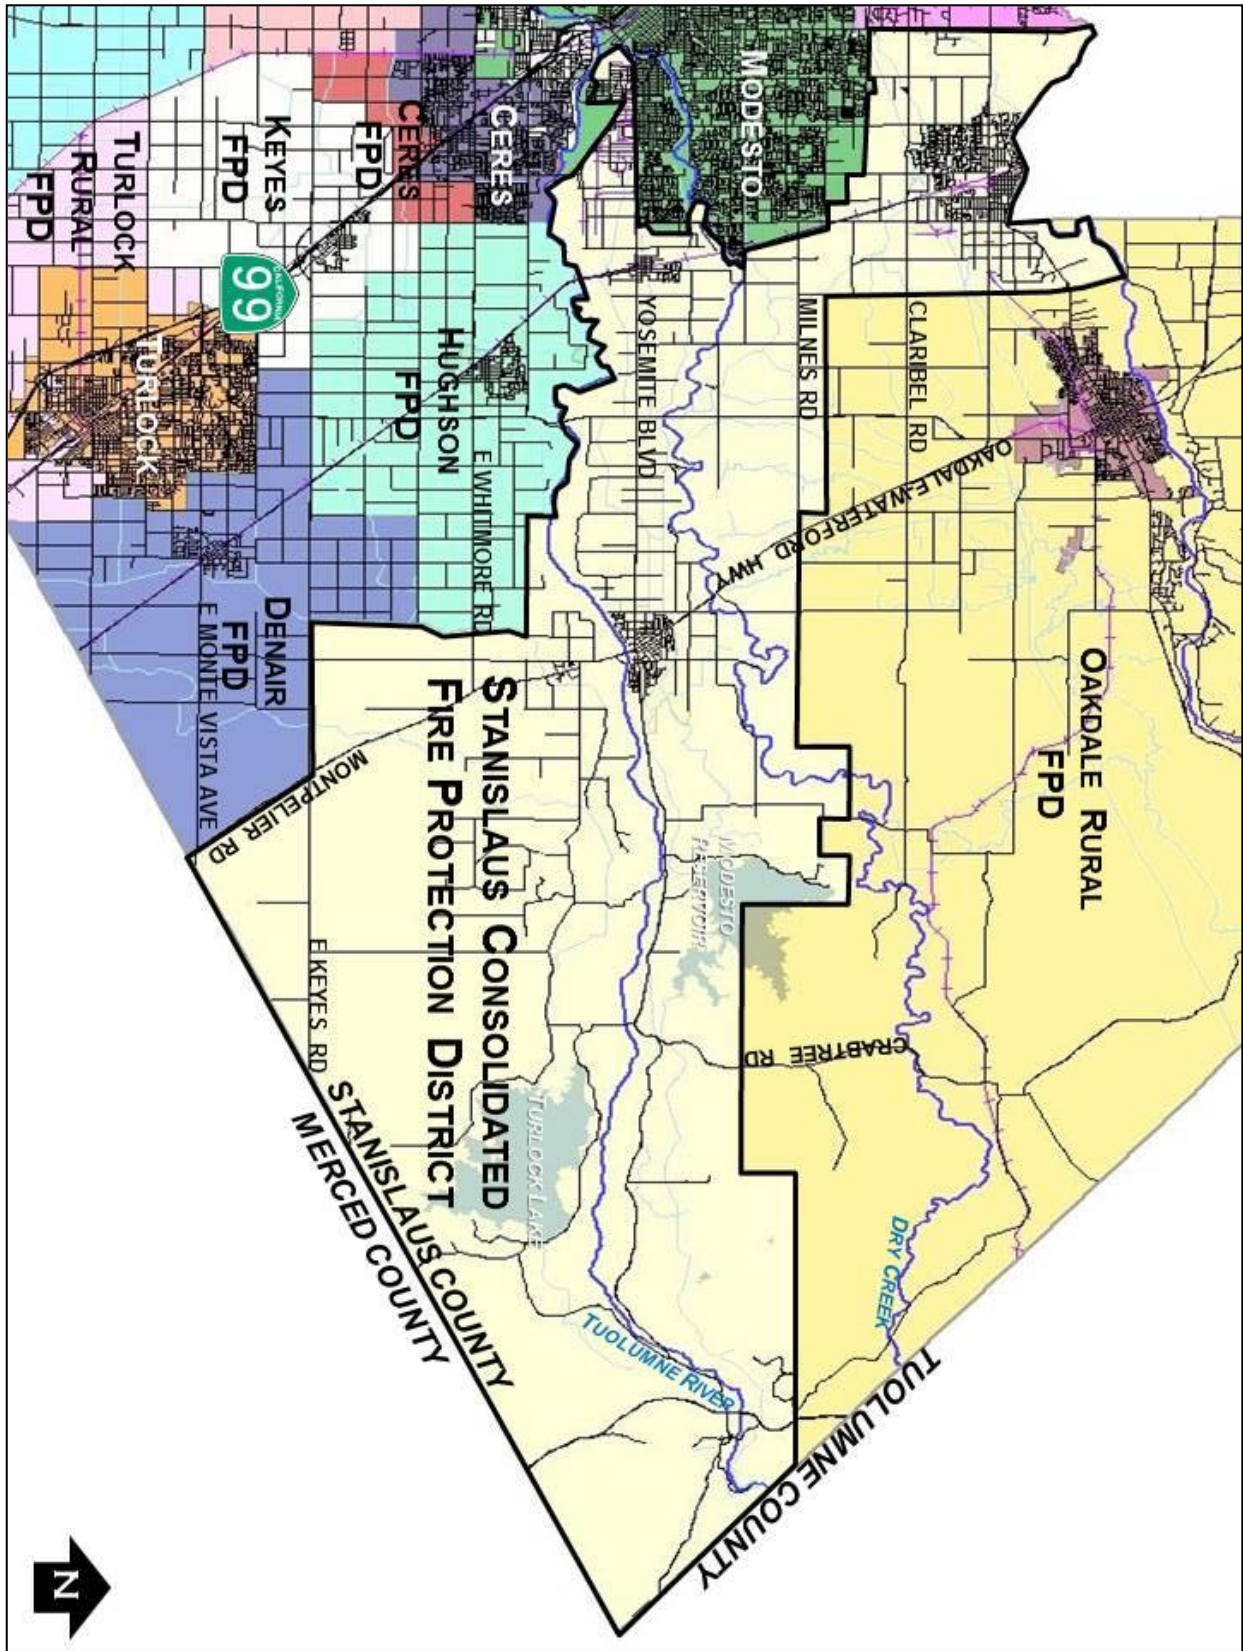 MODESTO
CERES
CERES
FPD
KEYES
FPD
TURLOCK
RURAL
FPD
CALIFORNIA
99
TURLOCK
HUGHSON
FPD
YOSEMITE BLVD
MILNES RD
CLARIBEL RD
OAKDALE-WATERFORD HWY
E WHITMORE RD
DENAIR
FPD
E MONTE VISTA AVE
OAKDALE RURAL
FPD
STANISLAUS CONSOLIDATED
FIRE PROTECTION DISTRICT
MONTPELIER RD
MODESTO
RESERVOIR
E KEYES RD
CRABTREE RD
TURLOCK LAKE
STANISLAUS COUNTY
MERCED COUNTY
DRY CREEK
TUOLUMNE RIVER
TUOLUMNE COUNTY
N